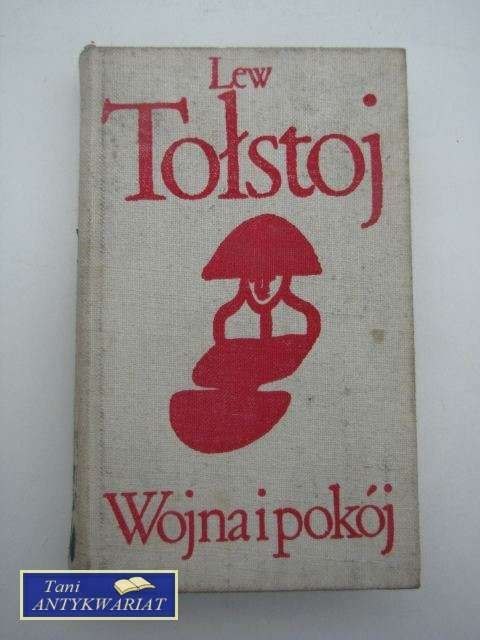 Lew
Tołstoj
Wojna i pokój
Tani
ANTYKWARIAT